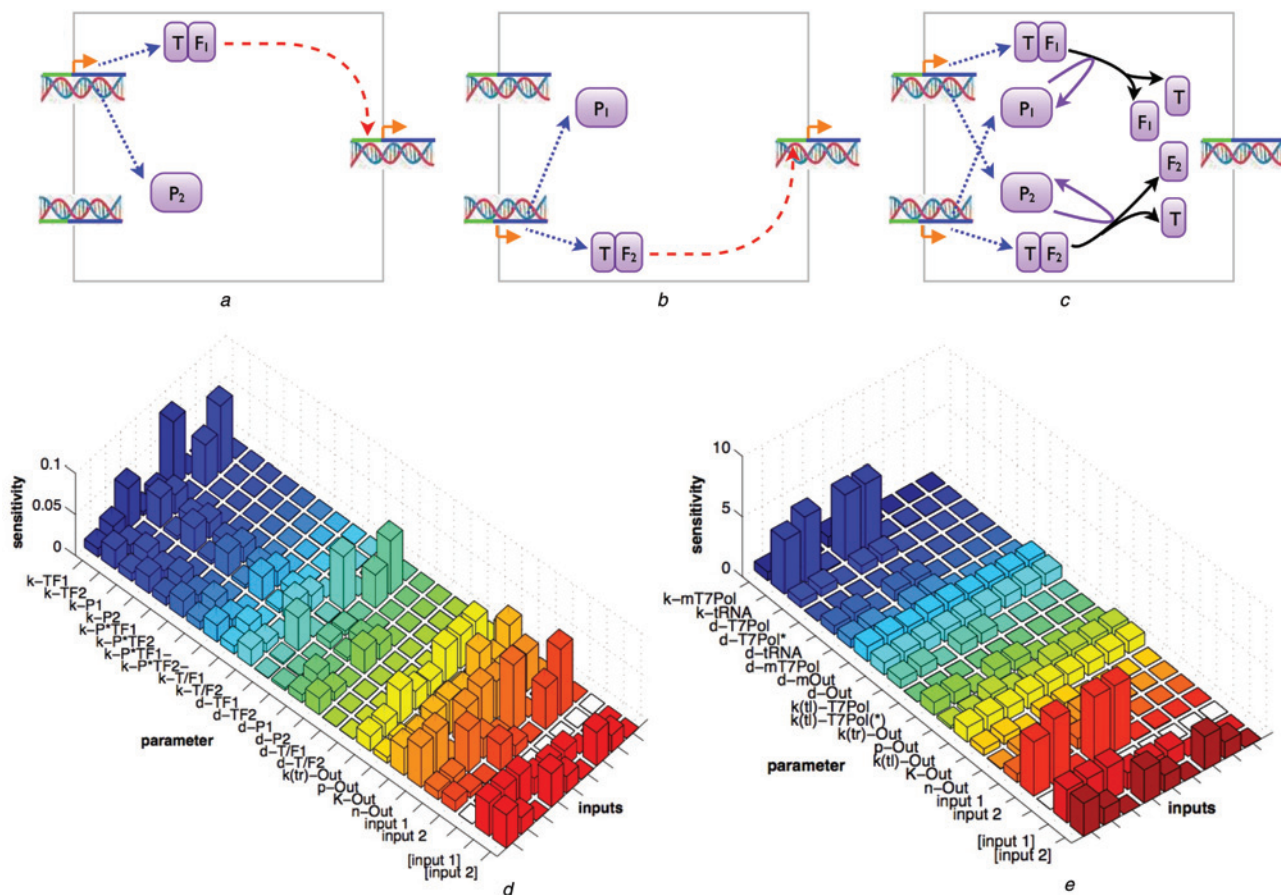 T F1
P2
a
P1
T F2
b
T F1
P1
T
F1
F2
P2
T
T F2
c
0.1
0.05
0
sensitivity
k-TF1
k-TF2
k-P1
k-P2
k-P*TF1
k-P*TF2
k-P*TF1-
k-P*TF2-
k-T/F1
k-T/F2
d-TF1
d-TF2
d-P1
d-P2
d-T/F1
d-T/F2
k(tr)-Out
p-Out
K-Out
n-Out
input 1
input 2
[input 1]
[input 2]
parameter
inputs
d
10
5
0
sensitivity
k-mT7Pol
k-tRNA
d-T7Pol
d-T7Pol*
d-tRNA
d-mT7Pol
d-mOut
d-Out
k(tl)-T7Pol
k(tl)-T7Pol(*)
k(tr)-Out
p-Out
k(tl)-Out
K-Out
n-Out
input 1
input 2
[input 1]
[input 2]
parameter
inputs
e